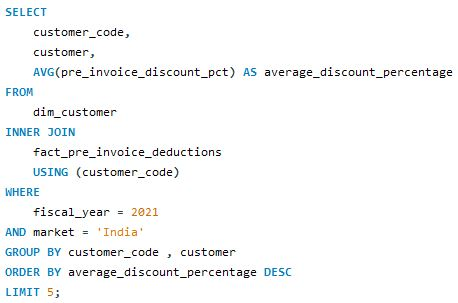 SELECT
customer_code,
customer,
AVG(pre_invoice_discount_pct) AS average_discount_percentage
FROM
dim_customer
INNER JOIN
fact_pre_invoice_deductions
USING (customer_code)
WHERE
fiscal_year = 2021
AND market = 'India'
GROUP BY customer_code , customer
ORDER BY average_discount_percentage DESC
LIMIT 5;